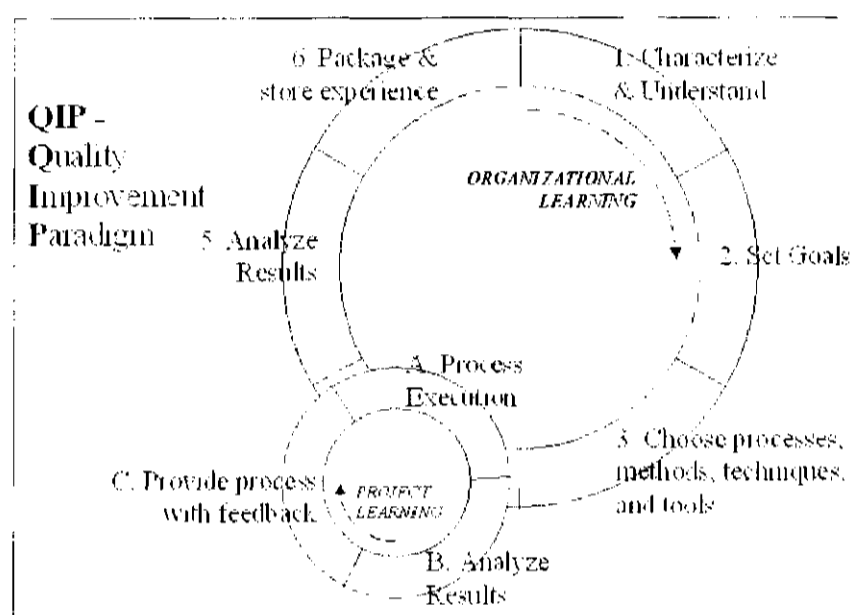 QIP -
Quality
Improvement
Paradigm
6 Package &
store experience
1. Characterize
& Understand
ORGANIZATIONAL
LEARNING
2. Set Goals
5 Analyze
Results
A. Process
Execution
3. Choose processes,
methods, techniques,
and tools
C. Provide process
with feedback
PROJECT
LEARNING
B. Analyze
Results